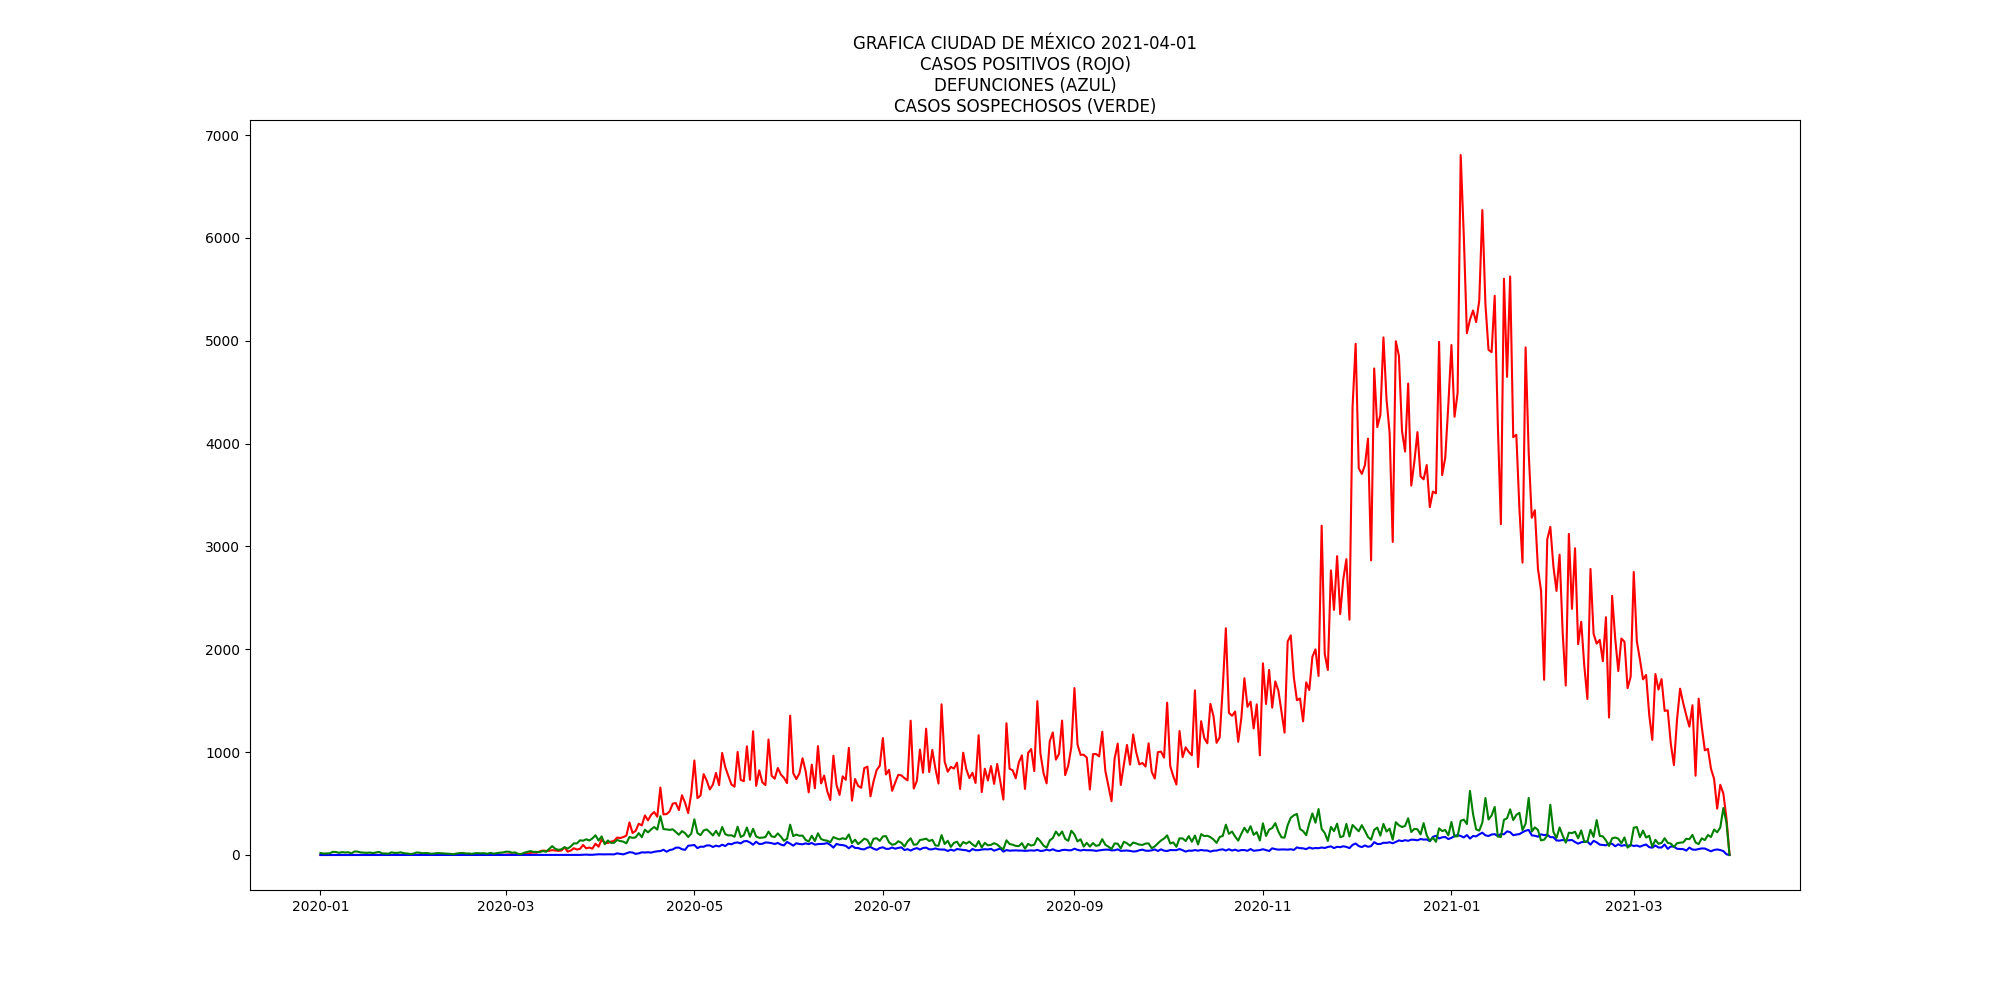 GRAFICA CIUDAD DE MÉXICO 2021-04-01
CASOS POSITIVOS (ROJO)
DEFUNCIONES (AZUL)
CASOS SOSPECHOSOS (VERDE)
7000
6000
5000
4000
3000
2000
1000
0
2020-01 2020-03 2020-05 2020-07 2020-09 2020-11 2021-01 2021-03